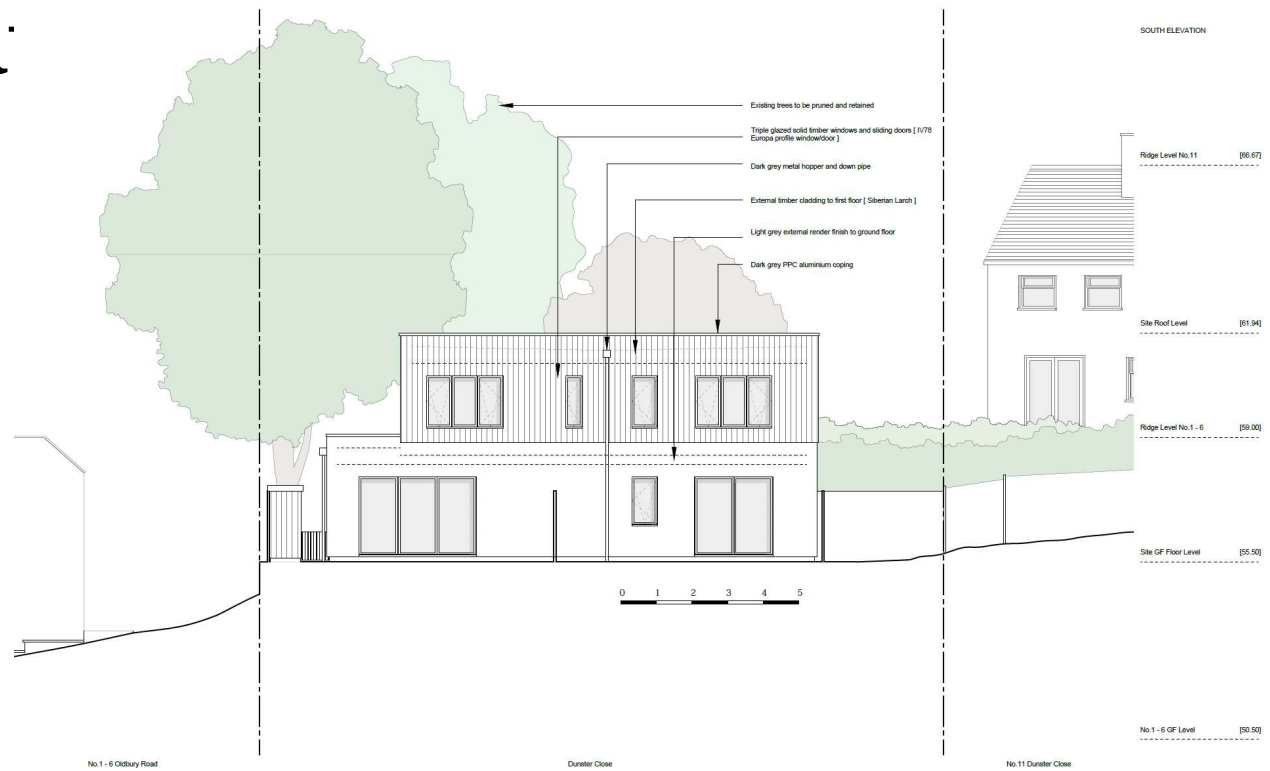 SOUTH ELEVATION
Existing trees to be pruned and retained
Triple glazed solid timber windows and sliding doors [ IV78
Europa profile window/door ]
Dark grey metal hopper and down pipe
External timber cladding to first floor [ Siberian Larch ]
Light grey external render finish to ground floor
Dark grey PPC aluminium coping
Ridge Level No.11 [66.67]
Site Roof Level [61.94]
Ridge Level No.1 - 6 [59.00]
Site GF Floor Level [55.50]
0 1 2 3 4 5
No.1 - 6 GF Level [50.50]
No.1 - 6 Oldbury Road
Dunster Close
No.11 Dunster Close